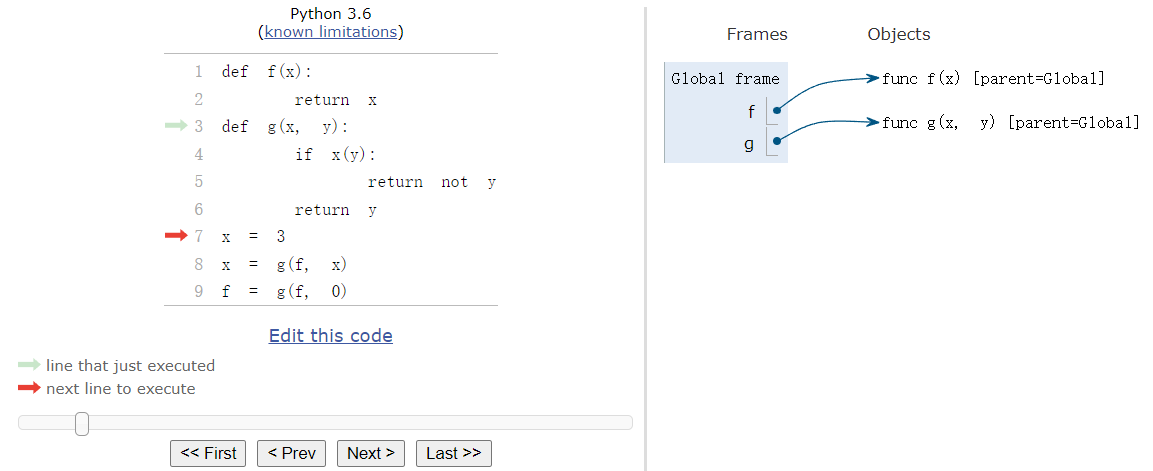 Python 3.6
(known limitations)
1 def f(x):
2 return x
3 def g(x, y):
4 if x(y):
5 return not y
6 return y
7 x = 3
8 x = g(f, x)
9 f = g(f, 0)
Edit this code
line that just executed
next line to execute
<< First < Prev Next > Last >>
Frames Objects
Global frame
f
g
func f(x) [parent=Global]
func g(x, y) [parent=Global]